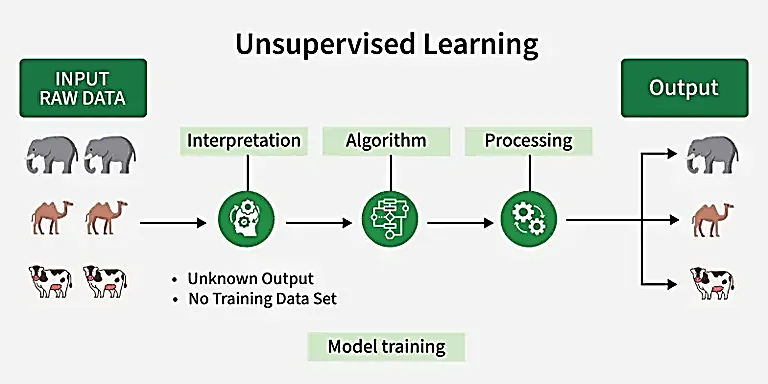 Unsupervised Learning
INPUT
RAW DATA
Output
Interpretation
Algorithm
Processing
• Unknown Output
• No Training Data Set
Model training